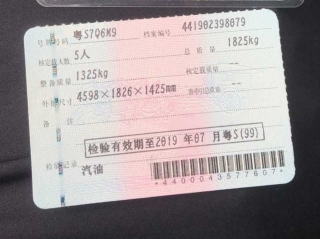 号牌号码 粤S7Q6M9 档案编号 441902398079
核定载人数 5人 总质量 1825kg
整备质量 1325kg 核定载质量 --
外廓尺寸 4598×1826×1425mm 准牵引总质量 --
备注
检验有效期至2019年07月粤S(99)
检验记录
汽油
*4400043577607*